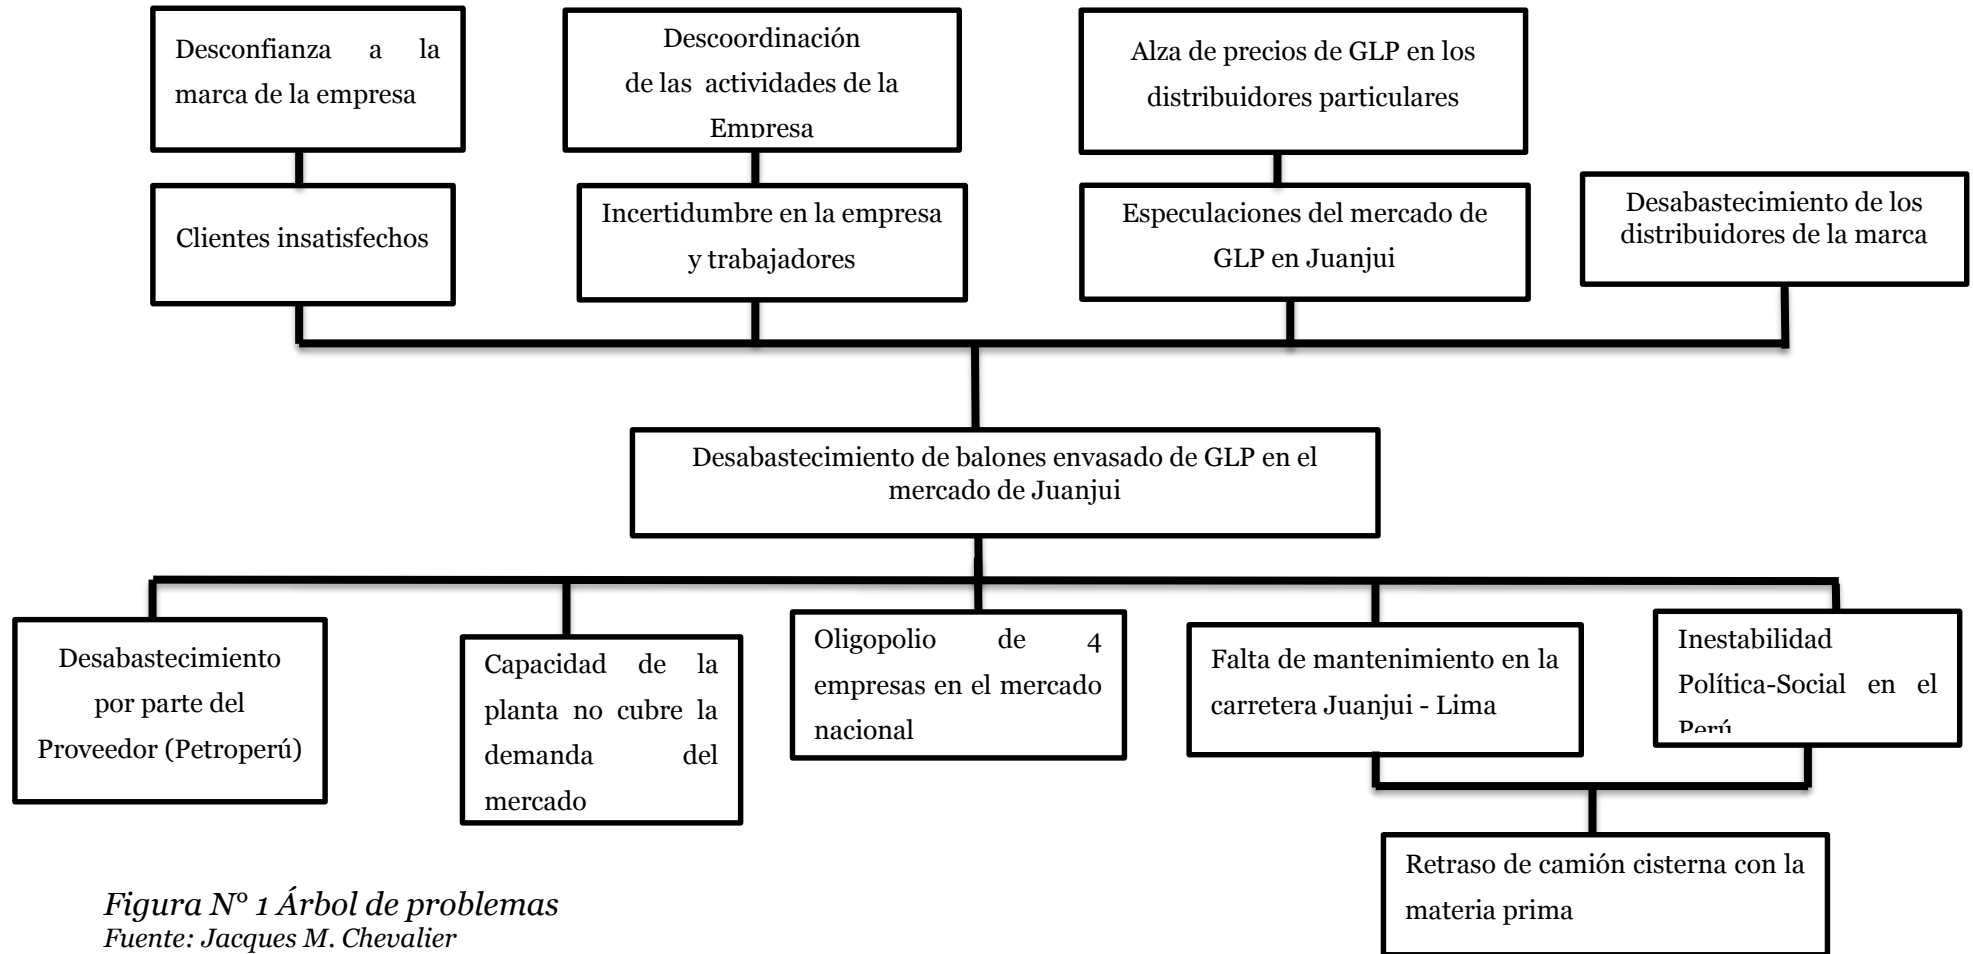 Desconfianza a la
marca de la empresa
Descoordinación
de las actividades de la
Empresa
Alza de precios de GLP en los
distribuidores particulares
Clientes insatisfechos
Incertidumbre en la empresa
y trabajadores
Especulaciones del mercado de
GLP en Juanjui
Desabastecimiento de los
distribuidores de la marca
Desabastecimiento de balones envasado de GLP en el
mercado de Juanjui
Desabastecimiento
por parte del
Proveedor (Petroperú)
Capacidad de la
planta no cubre la
demanda del
mercado
Oligopolio de 4
empresas en el mercado
nacional
Falta de mantenimiento en la
carretera Juanjui - Lima
Inestabilidad
Política-Social en el
Perú
Retraso de camión cisterna con la
materia prima
Figura N° 1 Árbol de problemas
Fuente: Jacques M. Chevalier